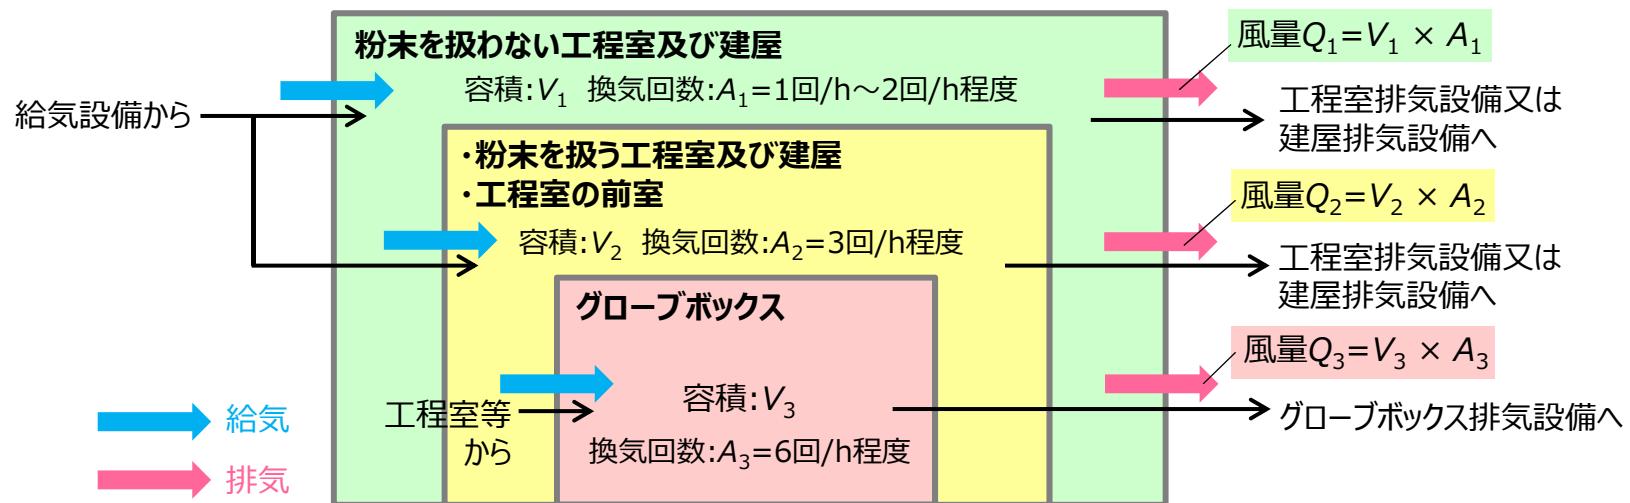 粉末を扱わない工程室及び建屋
容積:V₁ 換気回数:A₁=1回/h～2回/h程度
風量Q₁=V₁ × A₁
給気設備から
工程室排気設備又は
建屋排気設備へ
・粉末を扱う工程室及び建屋
・工程室の前室
容積:V₂ 換気回数:A₂=3回/h程度
風量Q₂=V₂ × A₂
工程室排気設備又は
建屋排気設備へ
グローブボックス
風量Q₃=V₃ × A₃
工程室等
から
容積:V₃
換気回数:A₃=6回/h程度
グローブボックス排気設備へ
給気
排気